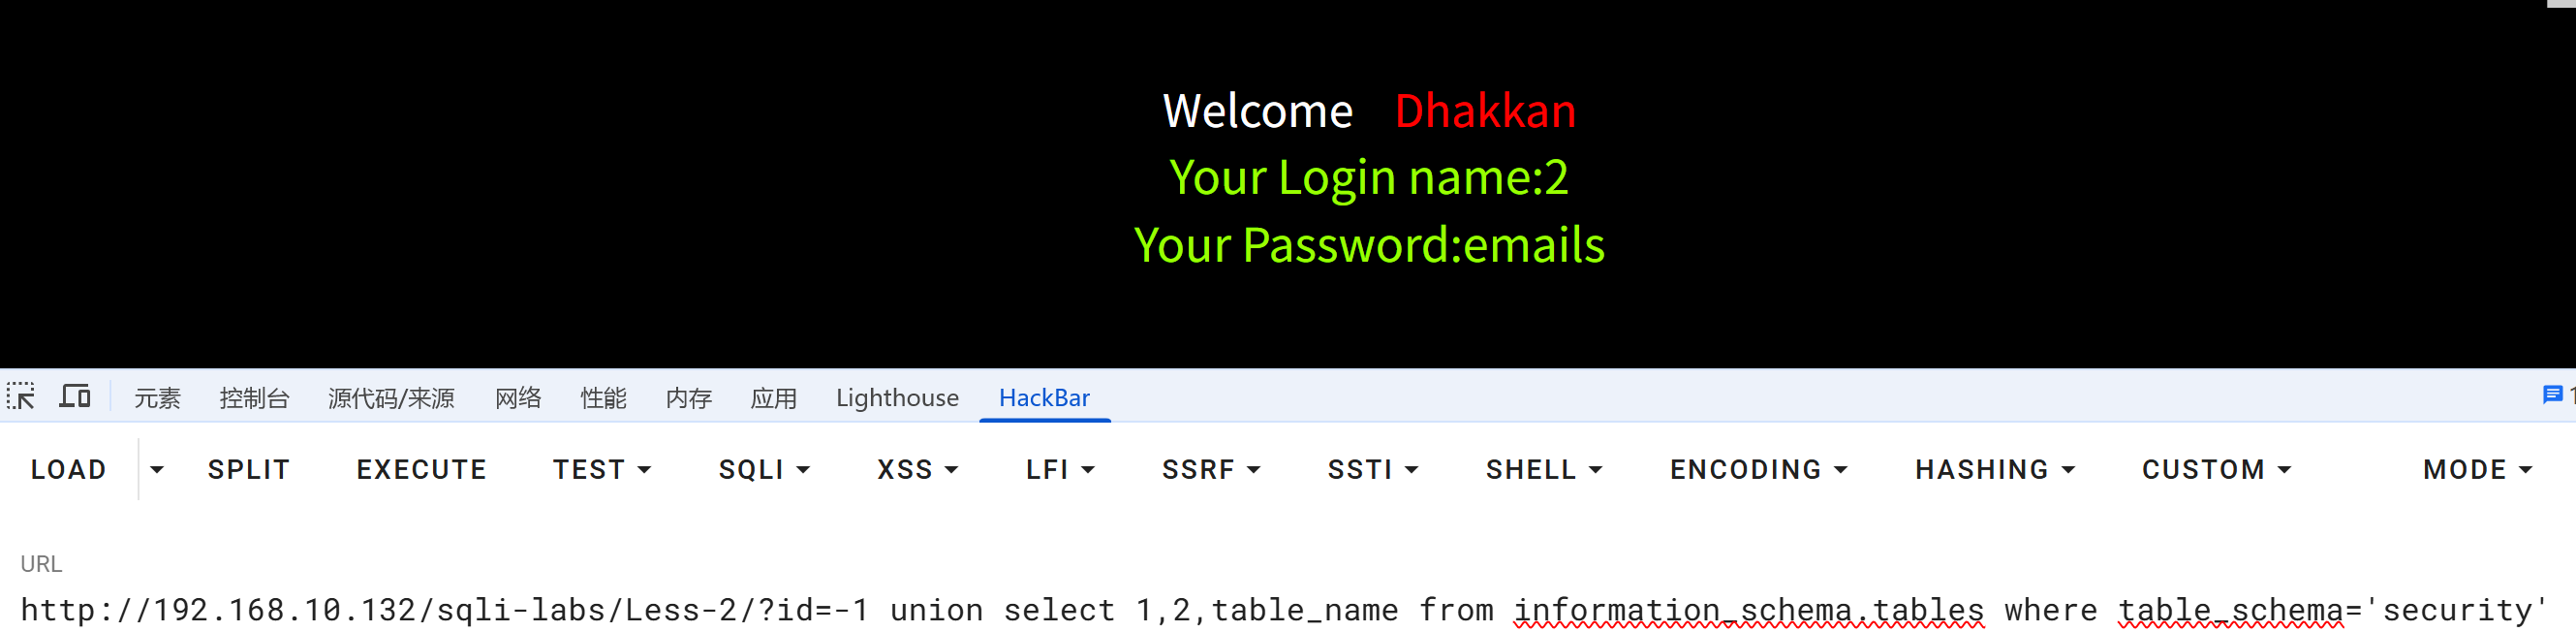 Welcome Dhakkan
Your Login name:2
Your Password:emails
元素 控制台 源代码/来源 网络 性能 内存 应用 Lighthouse HackBar 1
LOAD SPLIT EXECUTE TEST SQLI XSS LFI SSRF SSTI SHELL ENCODING HASHING CUSTOM MODE
URL
http://192.168.10.132/sqli-labs/Less-2/?id=-1 union select 1,2,table_name from information_schema.tables where table_schema='security'